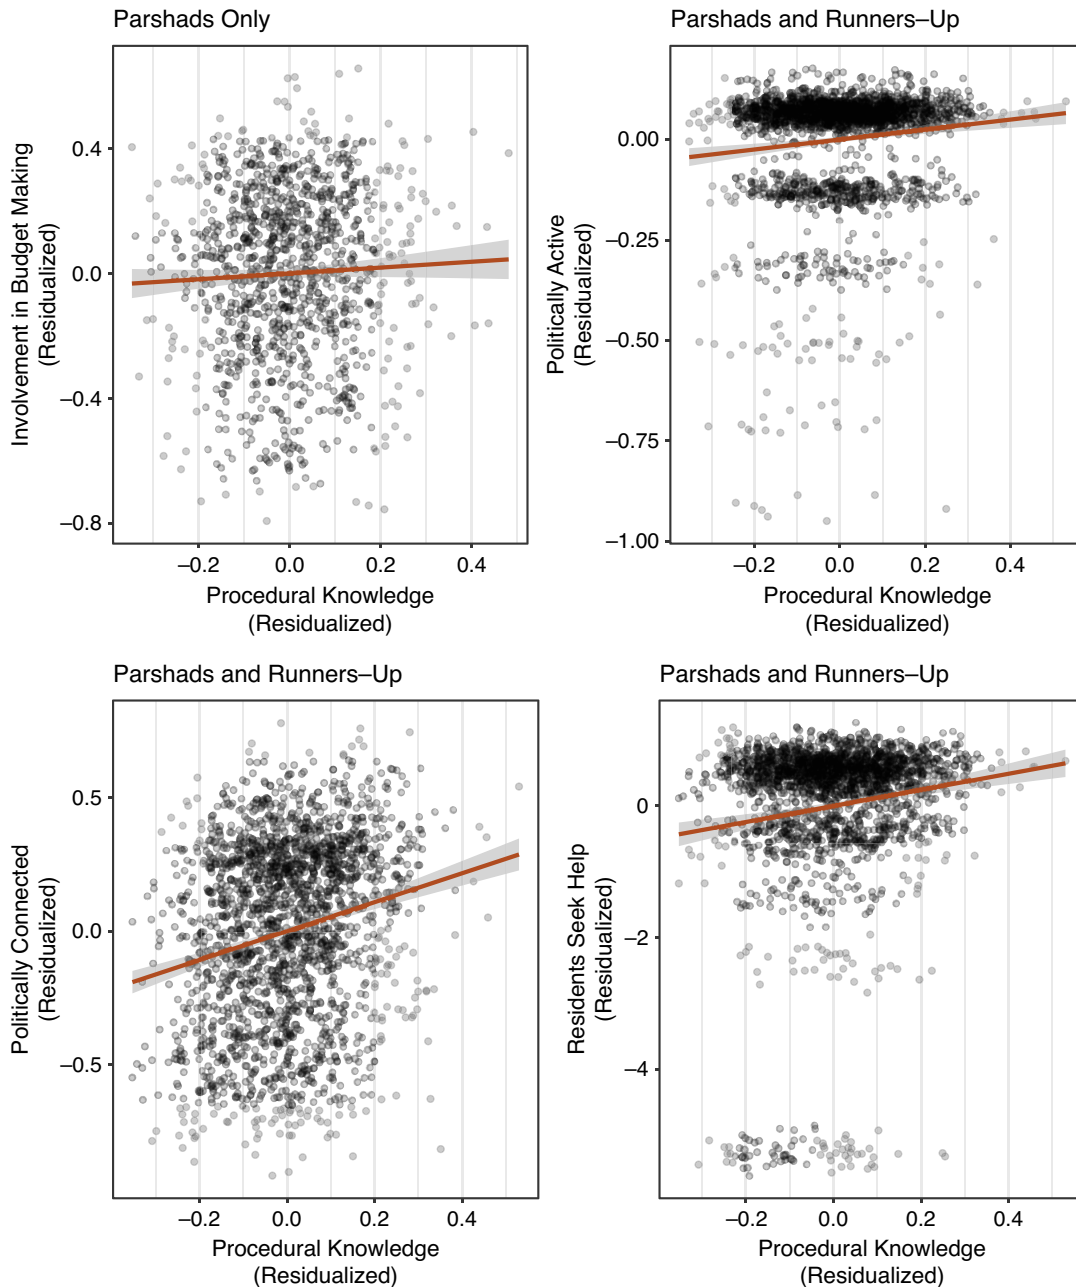 Parshads Only
Involvement in Budget Making
(Residualized)
0.4
0.0
−0.4
−0.8
−0.2
0.0
0.2
0.4
Procedural Knowledge
(Residualized)
Parshads and Runners–Up
Politically Active
(Residualized)
0.00
−0.25
−0.50
−0.75
−1.00
−0.2
0.0
0.2
0.4
Procedural Knowledge
(Residualized)
Parshads and Runners–Up
Politically Connected
(Residualized)
0.5
0.0
−0.5
−0.2
0.0
0.2
0.4
Procedural Knowledge
(Residualized)
Parshads and Runners–Up
Residents Seek Help
(Residualized)
0
−2
−4
−0.2
0.0
0.2
0.4
Procedural Knowledge
(Residualized)